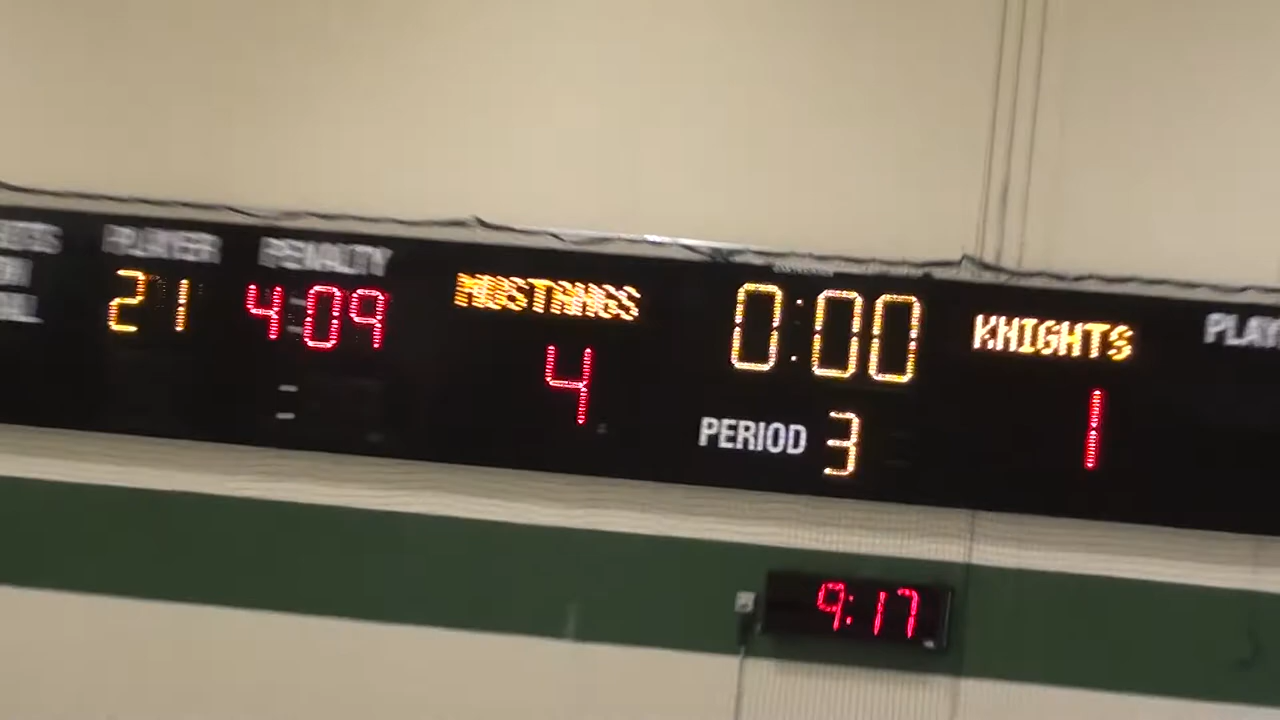 PLAYER PENALTY
21 4:09
MUSTANGS
4
0:00
PERIOD 3
KNIGHTS
1
9:17